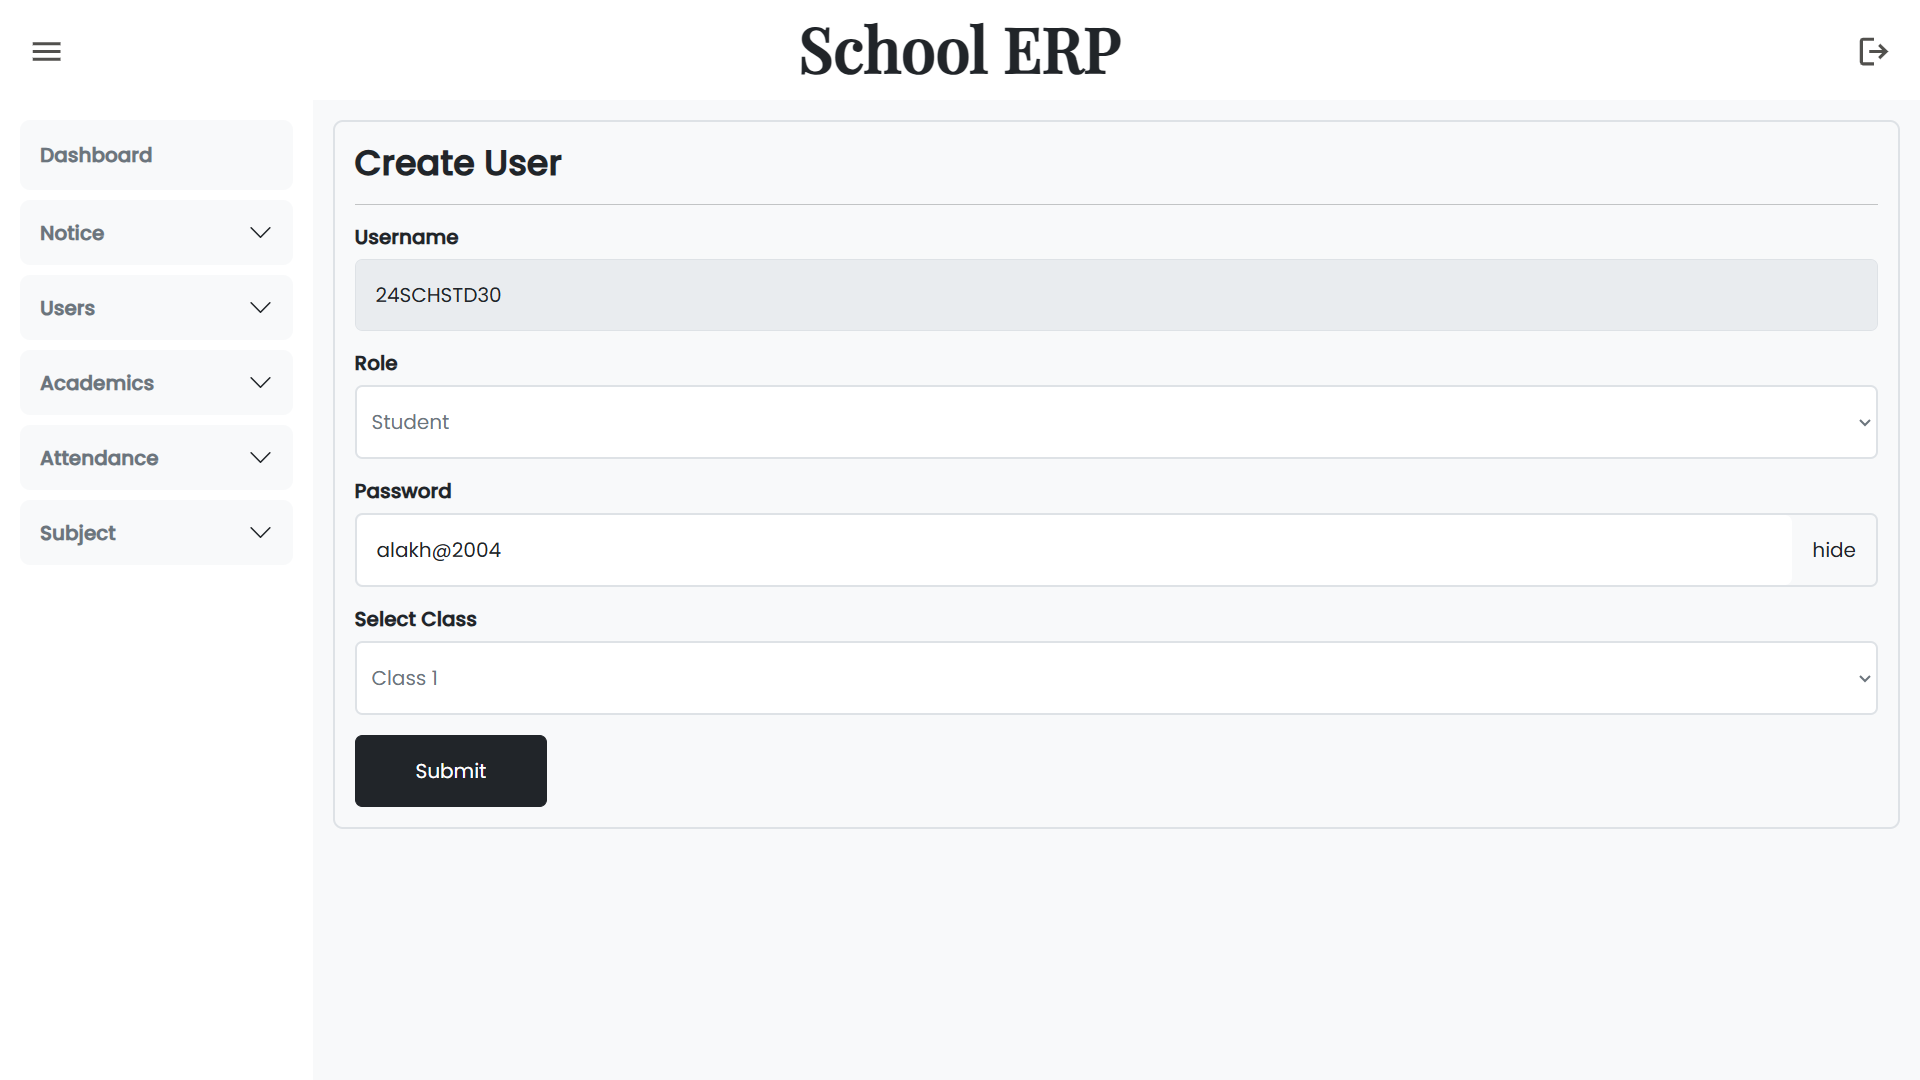 School ERP
Dashboard
Notice
Users
Academics
Attendance
Subject
Create User
Username
24SCHSTD30
Role
Student
Password
alakh@2004
hide
Select Class
Class 1
Submit